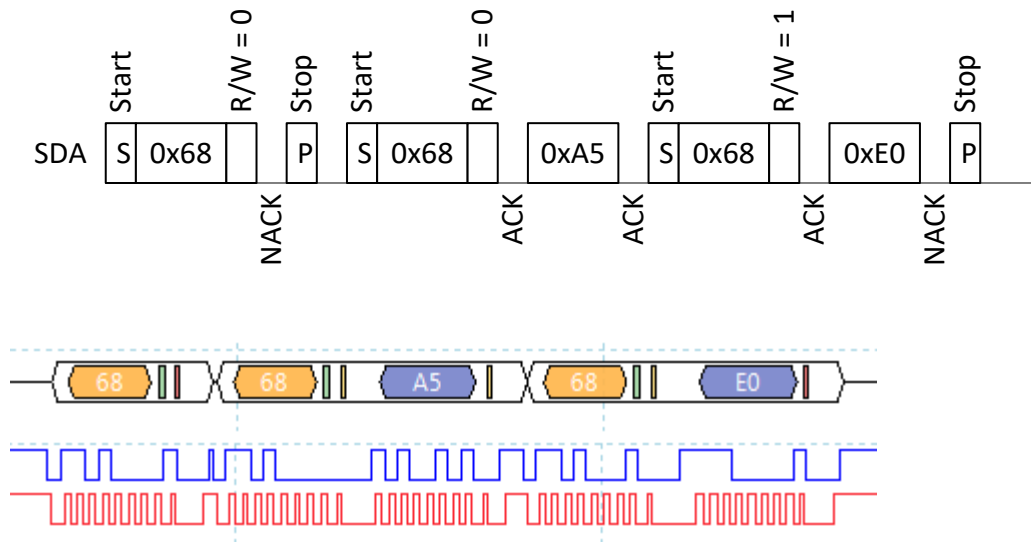 Start R/W = 0 Stop Start R/W = 0 Start R/W = 1 Stop
SDA S 0x68 P S 0x68 0xA5 S 0x68 0xE0 P
NACK ACK ACK ACK NACK
68 68 A5 68 E0